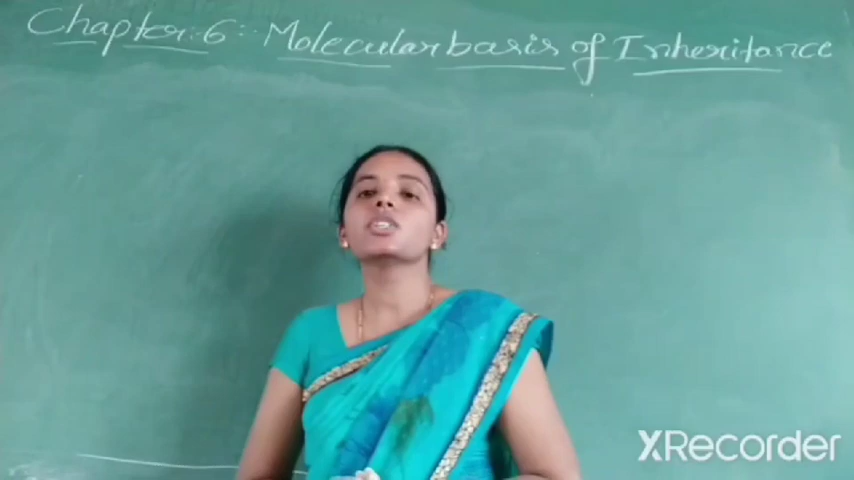 Chapter-6:- Molecular basis of Inheritance
XRecorder